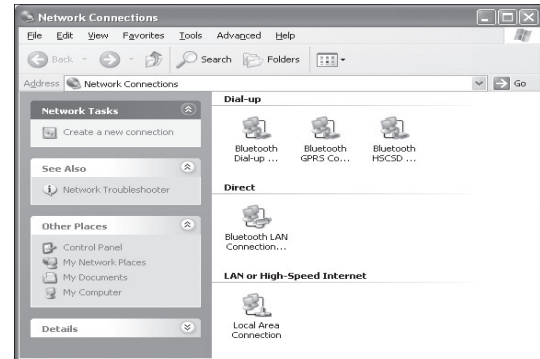 Network Connections
File Edit View Favorites Tools Advanced Help
Back Search Folders
Address Network Connections Go
Network Tasks
Create a new connection
See Also
Network Troubleshooter
Other Places
Control Panel
My Network Places
My Documents
My Computer
Details
Dial-up
Bluetooth Dial-up ...
Bluetooth GPRS Co...
Bluetooth HSCSD ...
Direct
Bluetooth LAN
Connection...
LAN or High-Speed Internet
Local Area
Connection